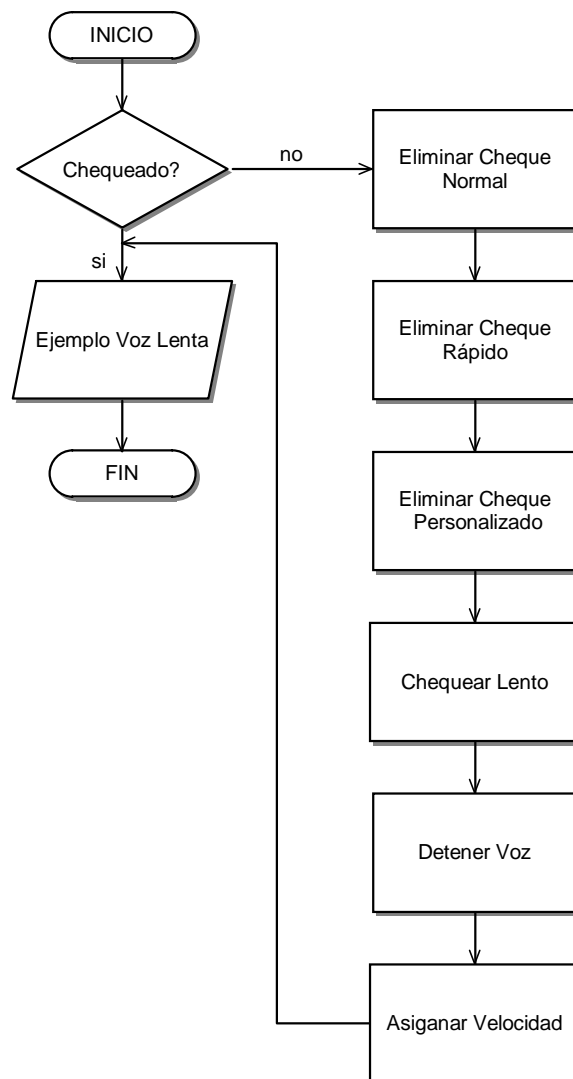 INICIO
Chequeado?
no
si
Ejemplo Voz Lenta
FIN
Eliminar Cheque
Normal
Eliminar Cheque
Rápido
Eliminar Cheque
Personalizado
Chequear Lento
Detener Voz
Asiganar Velocidad